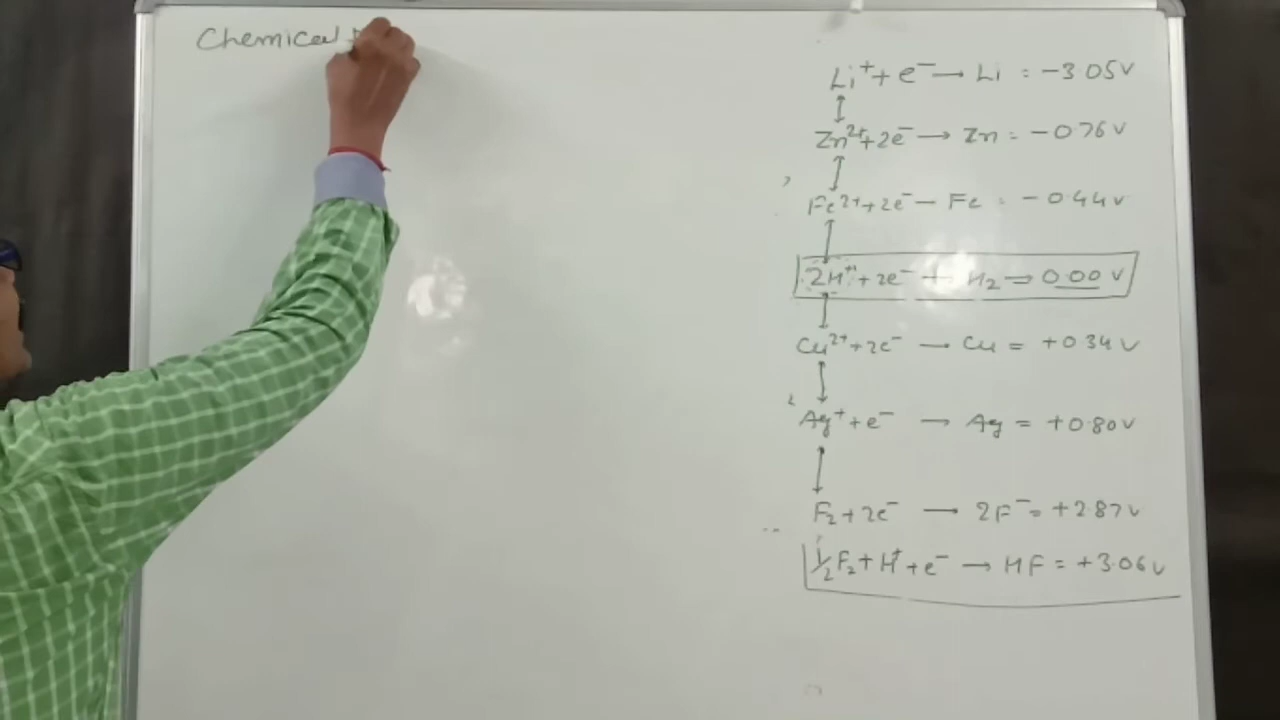 Chemical
Li⁺ + e⁻ → Li = -3.05V
Zn²⁺ + 2e⁻ → Zn = -0.76V
Fe²⁺ + 2e⁻ — Fe = -0.44V
2H⁺ + 2e⁻ → H₂ ⇒ 0.00 V
Cu²⁺ + 2e⁻ → Cu = +0.34V
Ag⁺ + e⁻ → Ag = +0.80V
F₂ + 2e⁻ → 2F⁻ = +2.87V
1/2 F₂ + H⁺ + e⁻ → HF = +3.06V